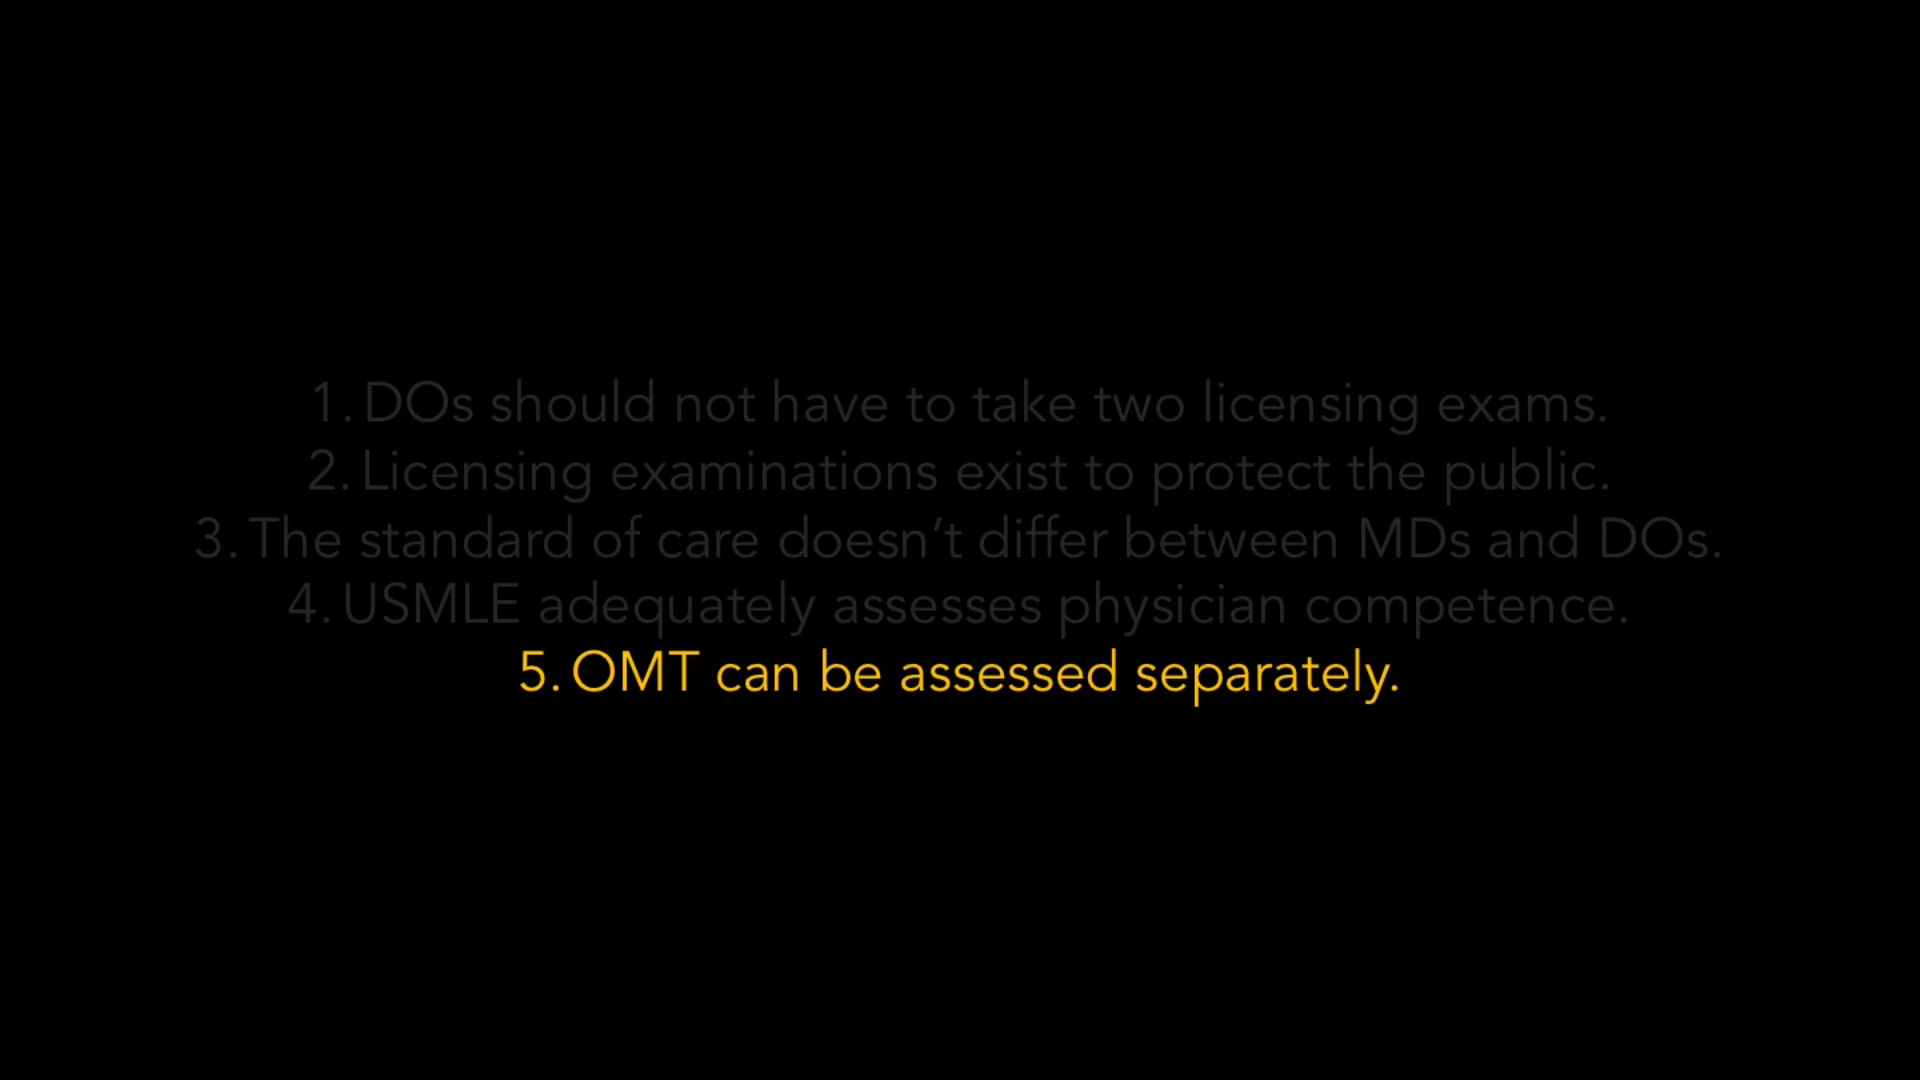 1. DOs should not have to take two licensing exams.
2. Licensing examinations exist to protect the public.
3. The standard of care doesn’t differ between MDs and DOs.
4. USMLE adequately assesses physician competence.
5. OMT can be assessed separately.